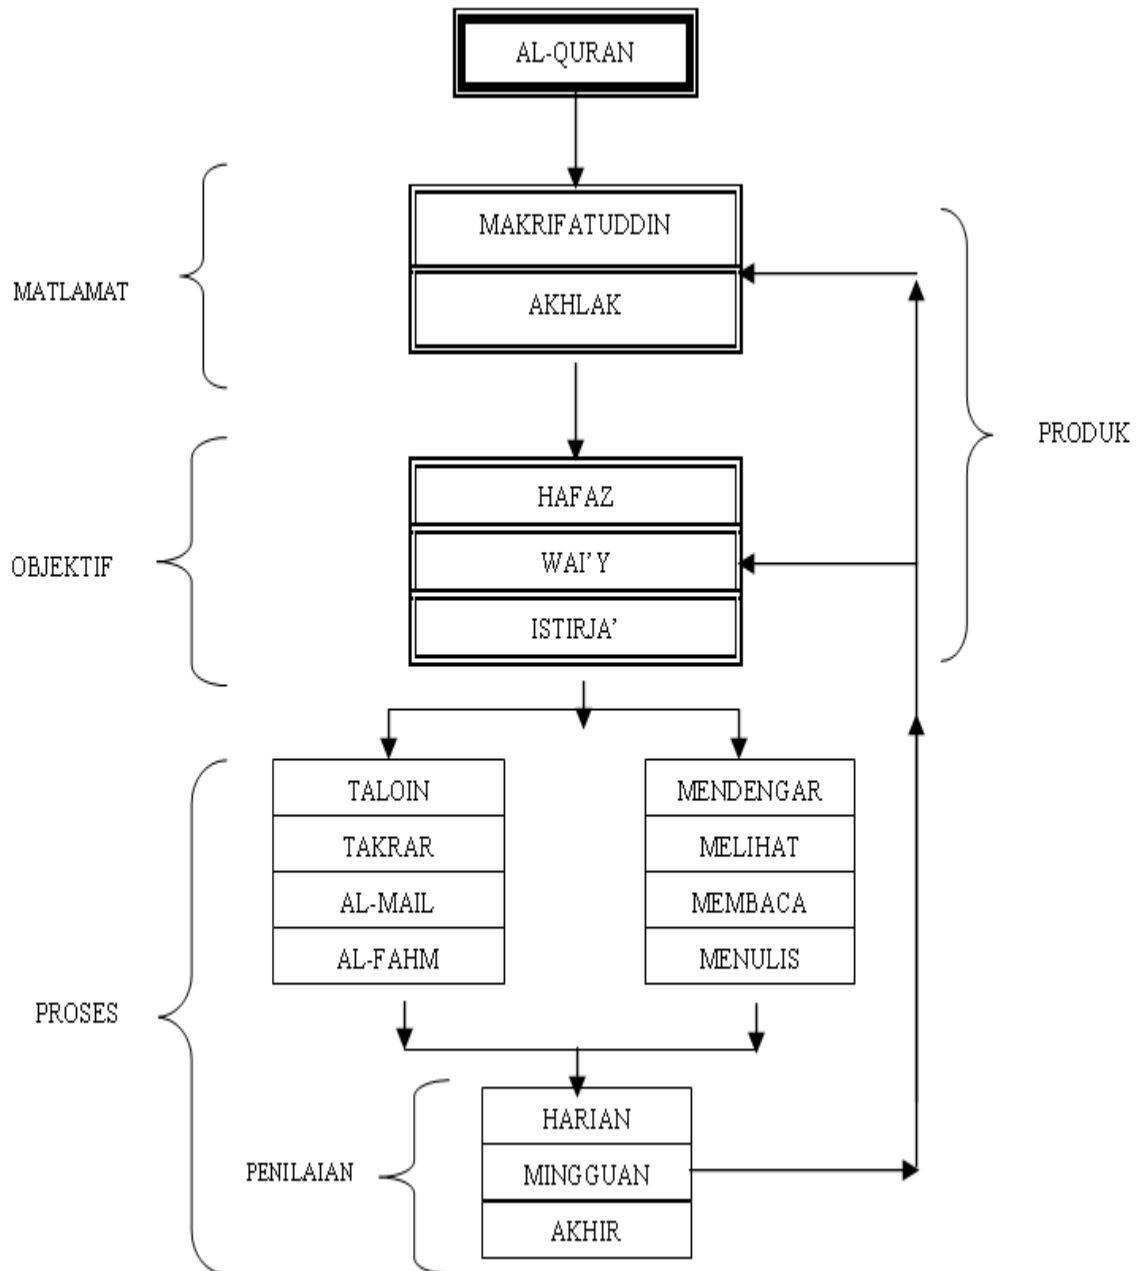 AL-QURAN
MAKRIFATUDDIN
MATLAMAT
AKHLAK
PRODUK
HAFAZ
OBJEKTIF
WAI'Y
ISTIRJA'
TALOIN
MENDENGAR
TAKRAR
MELIHAT
AL-MAIL
MEMBACA
AL-FAHM
MENULIS
PROSES
HARIAN
PENILAIAN
MINGGUAN
AKHIR